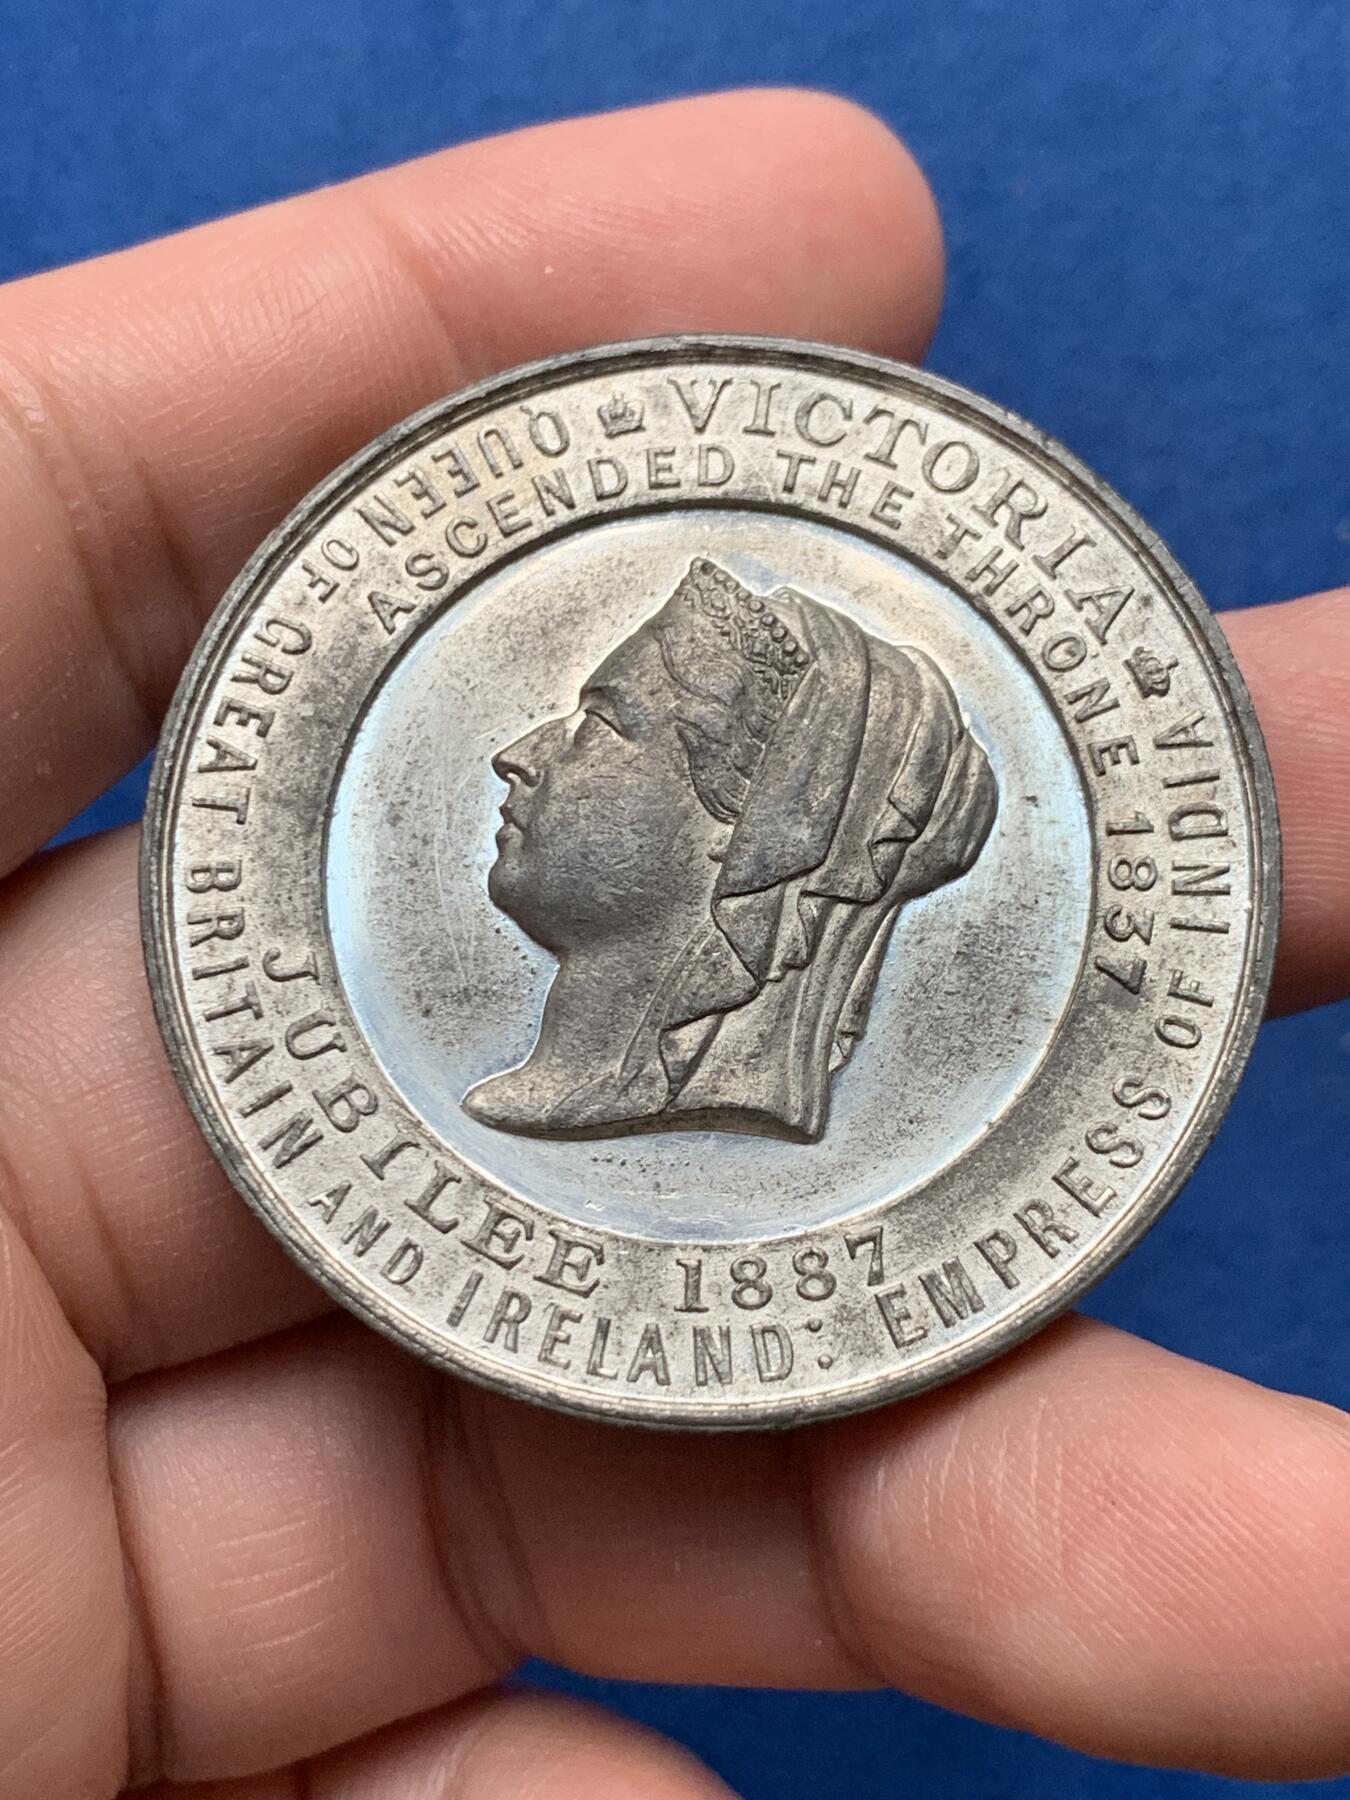 VICTORIA
QUEEN OF GREAT BRITAIN AND IRELAND: EMPRESS OF INDIA
ASCENDED THE THRONE 1837
JUBILEE 1887